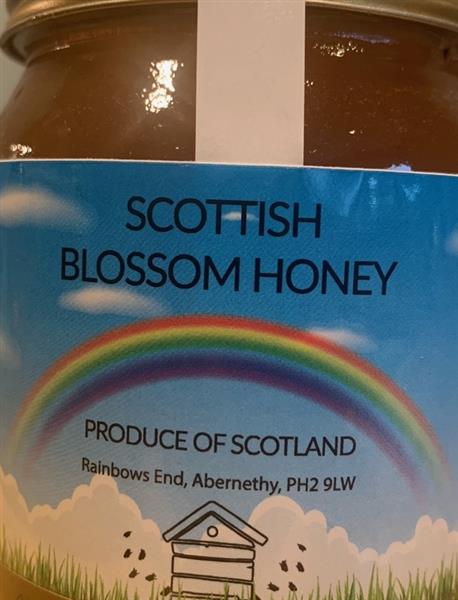 SCOTTISH
BLOSSOM HONEY
PRODUCE OF SCOTLAND
Rainbows End, Abernethy, PH2 9LW